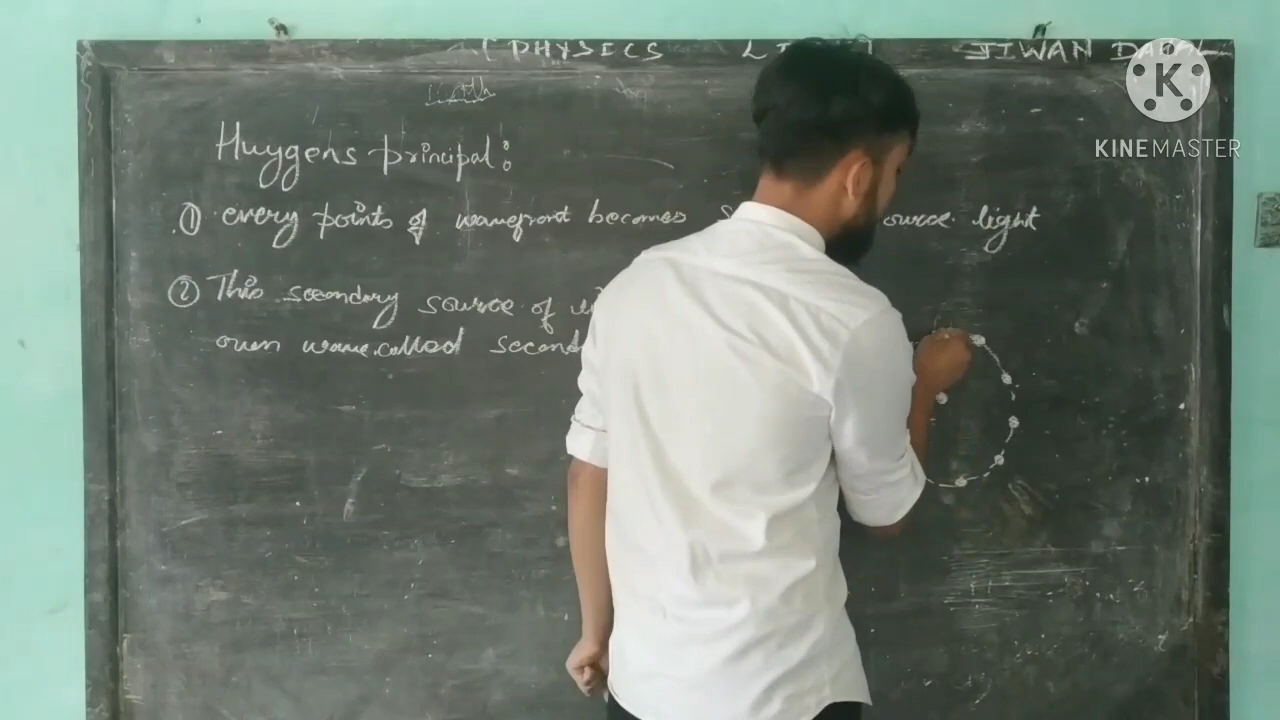 ( PHYSICS JIWAN
K
KINEMASTER
Huygens principal:
① every points of wavefront becomes source light
② This secondary source of
own wave called second